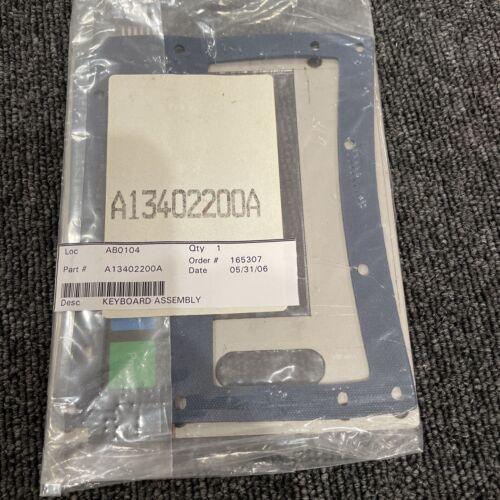 A13402200A
Loc AB0104 Qty 1
Order # 165307
Part # A13402200A Date 05/31/06
Desc KEYBOARD ASSEMBLY